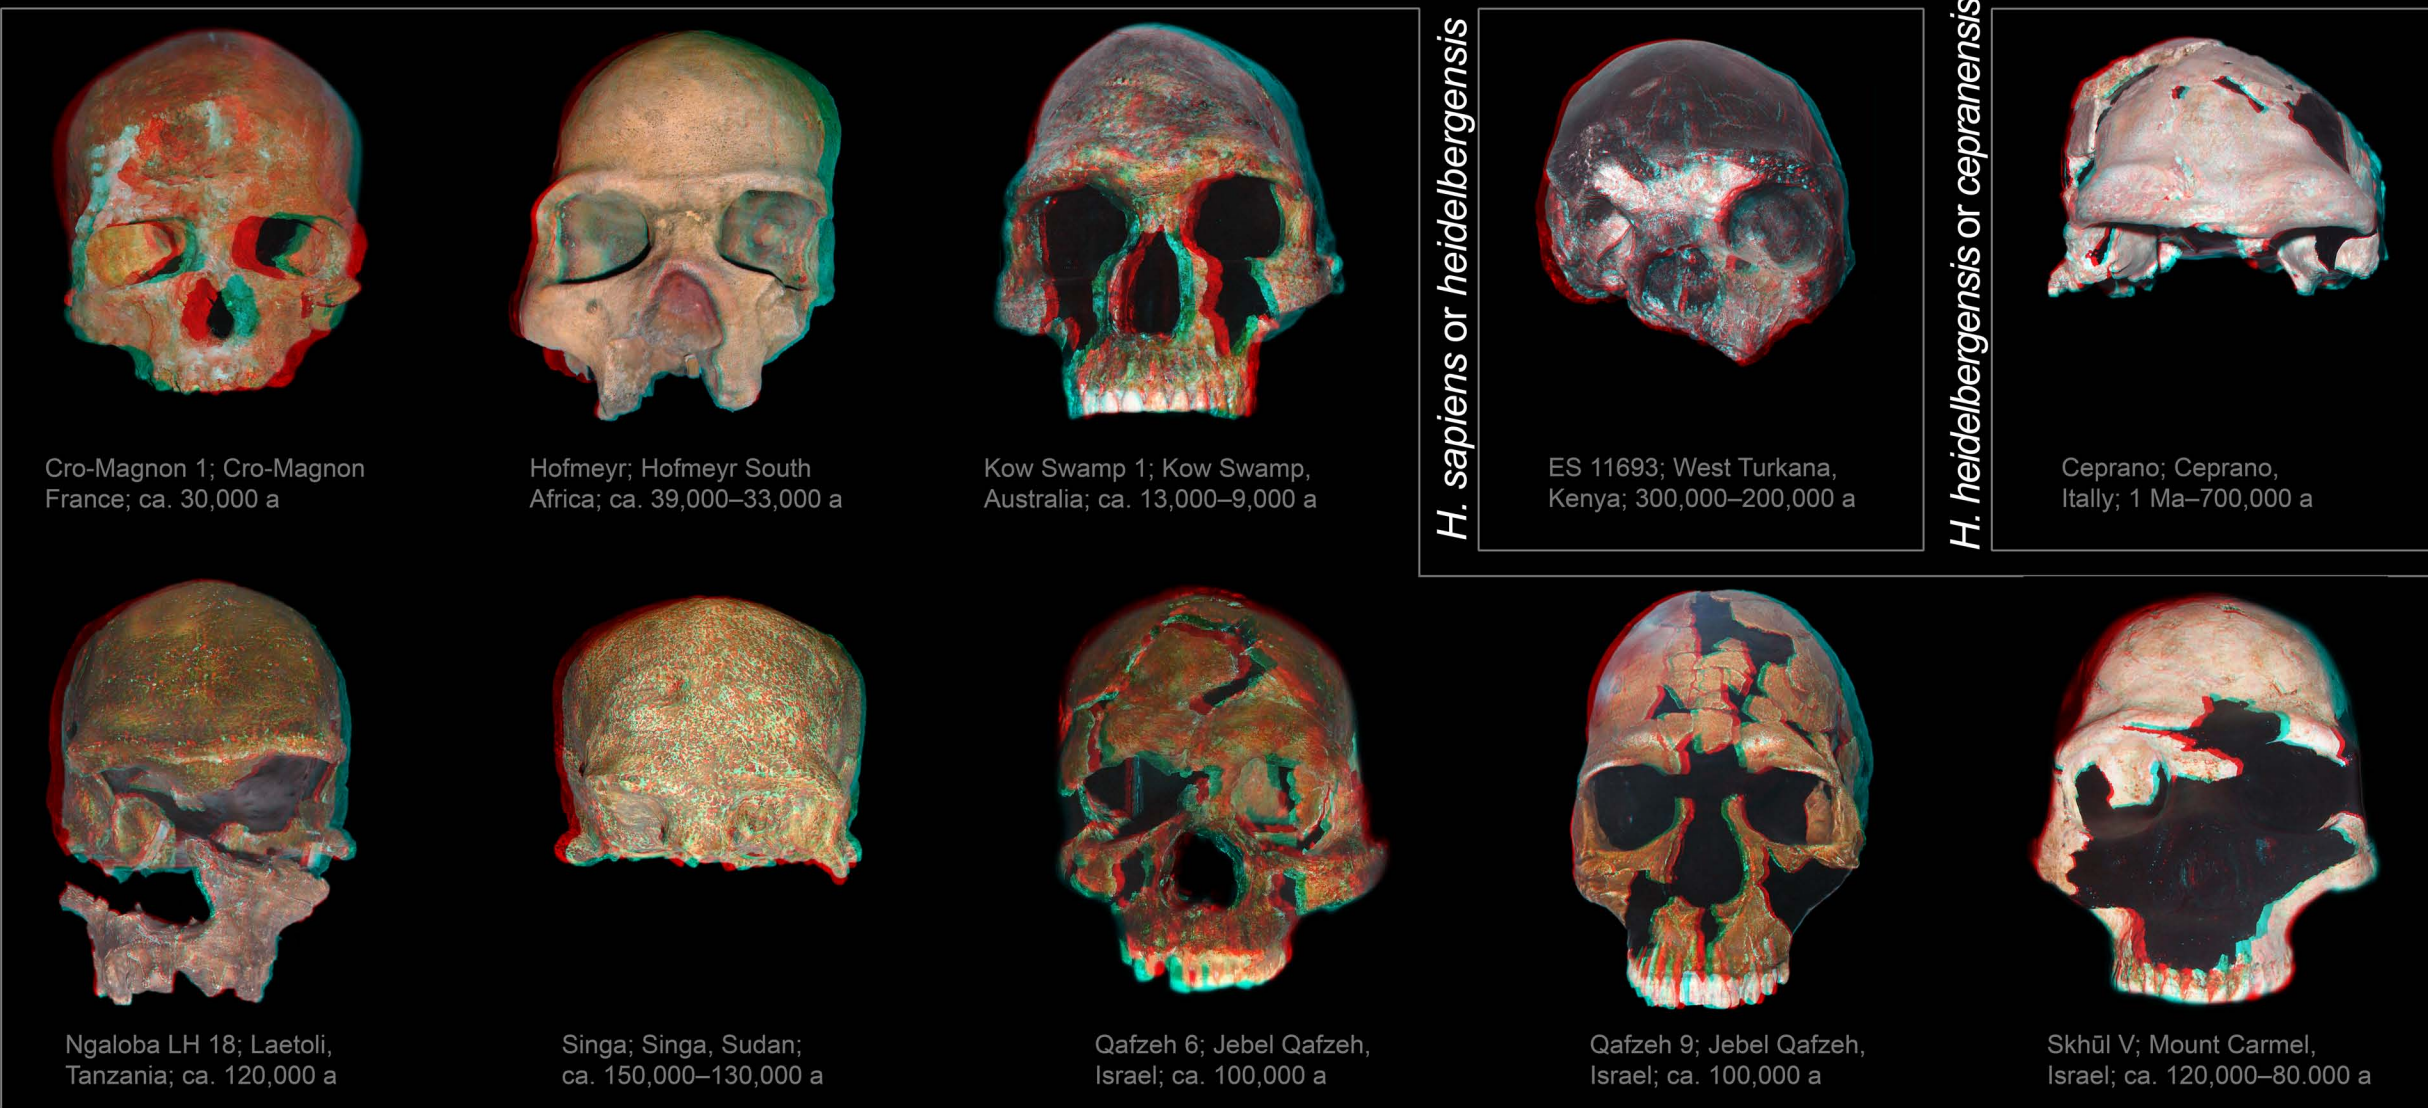 Cro-Magnon 1; Cro-Magnon
France; ca. 30,000 a
Hofmeyr; Hofmeyr South
Africa; ca. 39,000–33,000 a
Kow Swamp 1; Kow Swamp,
Australia; ca. 13,000–9,000 a
H. sapiens or heidelbergensis
ES 11693; West Turkana,
Kenya; 300,000–200,000 a
H. heidelbergensis or cepranensis
Ceprano; Ceprano,
Itally; 1 Ma–700,000 a
Ngaloba LH 18; Laetoli,
Tanzania; ca. 120,000 a
Singa; Singa, Sudan;
ca. 150,000–130,000 a
Qafzeh 6; Jebel Qafzeh,
Israel; ca. 100,000 a
Qafzeh 9; Jebel Qafzeh,
Israel; ca. 100,000 a
Skhūl V; Mount Carmel,
Israel; ca. 120,000–80.000 a